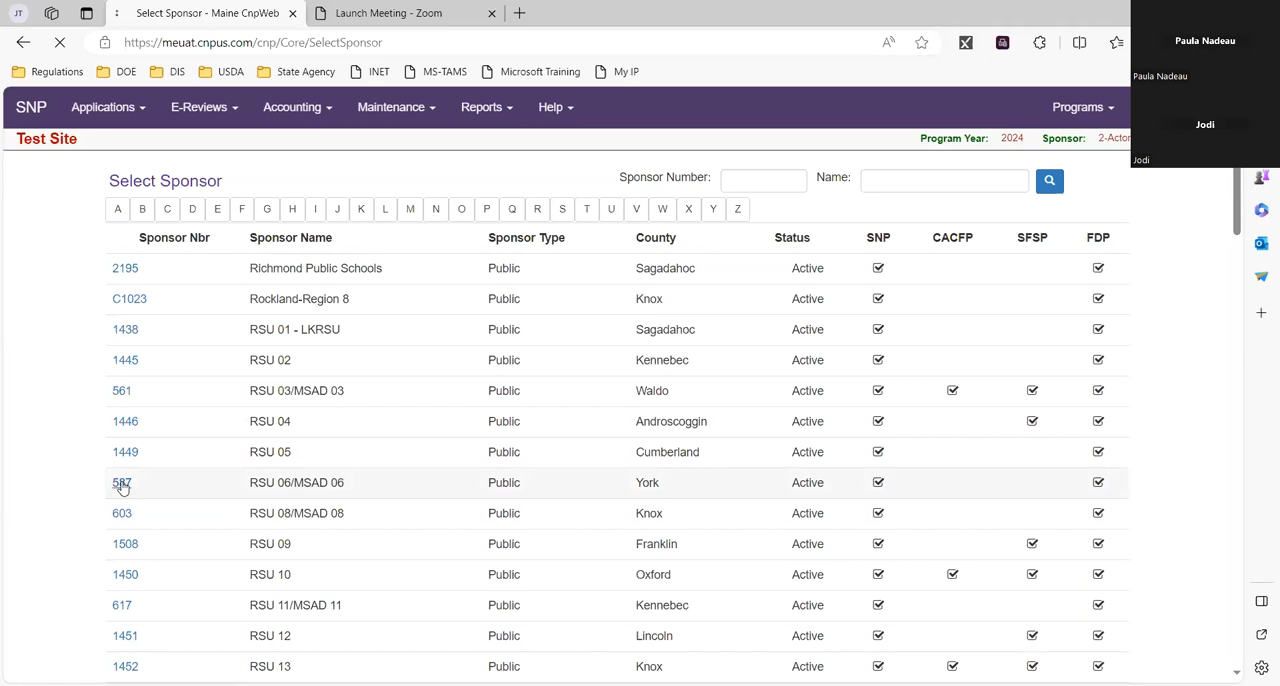 JT Select Sponsor - Maine CnpWeb Launch Meeting - Zoom
https://meuat.cnpus.com/cnp/Core/SelectSponsor
Regulations DOE DIS USDA State Agency INET MS-TAMS Microsoft Training My IP
SNP Applications E-Reviews Accounting Maintenance Reports Help Programs
Test Site Program Year: 2024 Sponsor: 2-Acton
Paula Nadeau
Paula Nadeau
Jodi
Jodi
Select Sponsor Sponsor Number: Name:
A B C D E F G H I J K L M N O P Q R S T U V W X Y Z
Sponsor Nbr Sponsor Name Sponsor Type County Status SNP CACFP SFSP FDP
2195 Richmond Public Schools Public Sagadahoc Active
C1023 Rockland-Region 8 Public Knox Active
1438 RSU 01 - LKRSU Public Sagadahoc Active
1445 RSU 02 Public Kennebec Active
561 RSU 03/MSAD 03 Public Waldo Active
1446 RSU 04 Public Androscoggin Active
1449 RSU 05 Public Cumberland Active
587 RSU 06/MSAD 06 Public York Active
603 RSU 08/MSAD 08 Public Knox Active
1508 RSU 09 Public Franklin Active
1450 RSU 10 Public Oxford Active
617 RSU 11/MSAD 11 Public Kennebec Active
1451 RSU 12 Public Lincoln Active
1452 RSU 13 Public Knox Active